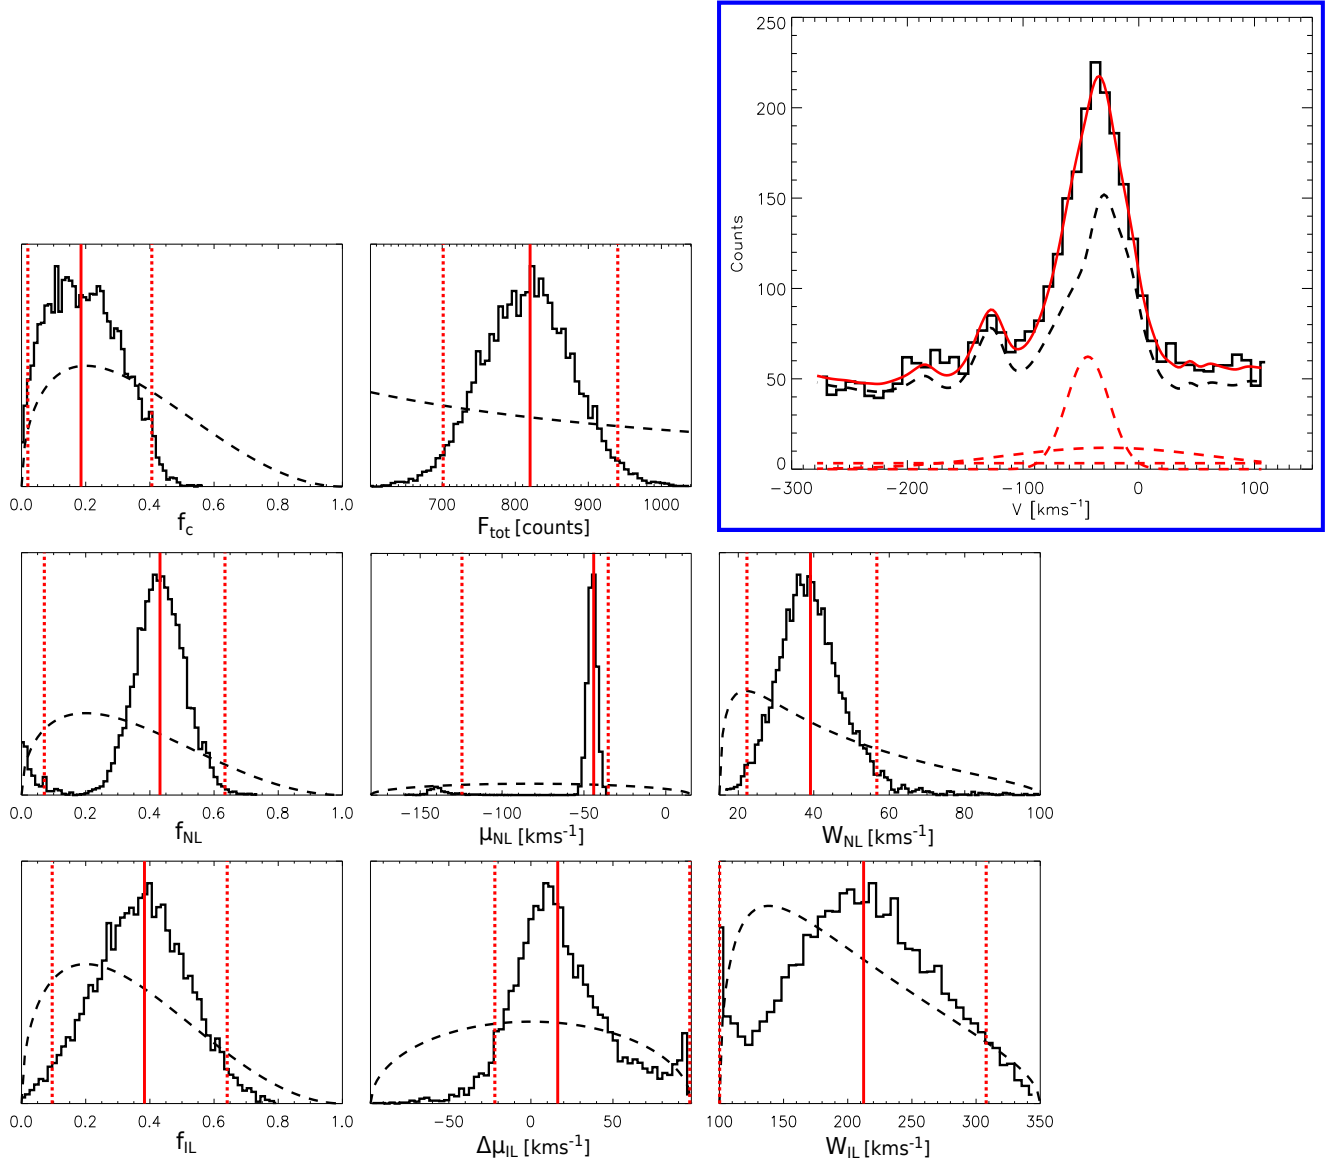 250
200
150
100
50
0
Counts
−300 −200 −100 0 100
V [kms⁻¹]
0.0 0.2 0.4 0.6 0.8 1.0
f_c
700 800 900 1000
F_tot [counts]
0.0 0.2 0.4 0.6 0.8 1.0
f_NL
−150 −100 −50 0
μ_NL [kms⁻¹]
20 40 60 80 100
W_NL [kms⁻¹]
0.0 0.2 0.4 0.6 0.8 1.0
f_IL
−50 0 50
Δμ_IL [kms⁻¹]
100 150 200 250 300 350
W_IL [kms⁻¹]